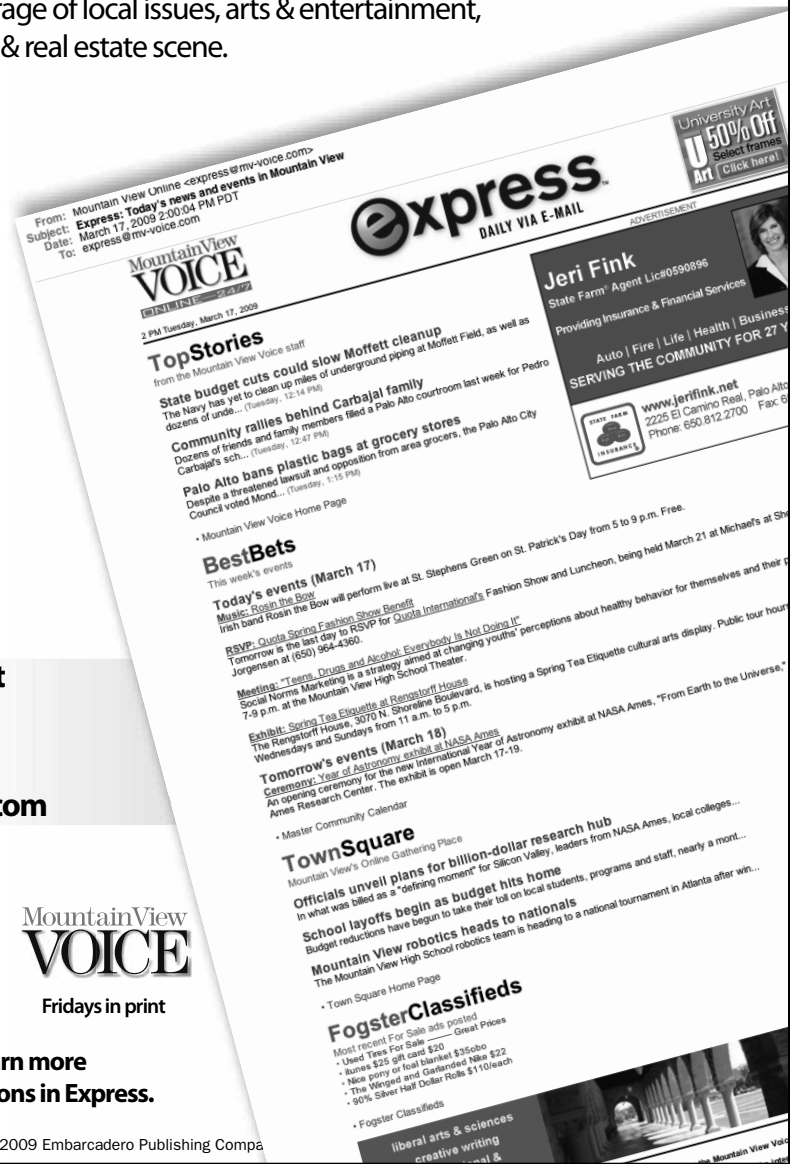 rage of local issues, arts & entertainment,
& real estate scene.
From: Mountain View Online <express@mv-voice.com>
Subject: Express: Today's news and events in Mountain View
Date: March 17, 2009 2:00:04 PM PDT
To: express@mv-voice.com
Mountain View
VOICE
ONLINE—24/7
express™
DAILY VIA E-MAIL
University Art
50% Off
Select frames
U
Art
Click here!
2 PM Tuesday, March 17, 2009
ADVERTISEMENT
Jeri Fink
State Farm® Agent Lic#0590896
Providing Insurance & Financial Services
Auto | Fire | Life | Health | Business
SERVING THE COMMUNITY FOR 27 Y
STATE FARM
INSURANCE
www.jerifink.net
2225 El Camino Real, Palo Alto
Phone: 650.812.2700 Fax: 6
TopStories
from the Mountain View Voice staff
State budget cuts could slow Moffett cleanup
The Navy has yet to clean up miles of underground piping at Moffett Field, as well as
dozens of unde... (Tuesday, 12:14 PM)
Community rallies behind Carbajal family
Dozens of friends and family members filled a Palo Alto courtroom last week for Pedro
Carbajal's sch... (Tuesday, 12:47 PM)
Palo Alto bans plastic bags at grocery stores
Despite a threatened lawsuit and opposition from area grocers, the Palo Alto City
Council voted Mond... (Tuesday, 1:15 PM)
• Mountain View Voice Home Page
BestBets
This week's events
Today's events (March 17)
Music: Rosin the Bow
Irish band Rosin the Bow will perform live at St. Stephens Green on St. Patrick's Day from 5 to 9 p.m. Free.
RSVP: Quota Spring Fashion Show Benefit
Tomorrow is the last day to RSVP for Quota International's Fashion Show and Luncheon, being held March 21 at Michael's at Sho
Jorgensen at (650) 964-4360.
Meeting: "Teens, Drugs and Alcohol: Everybody Is Not Doing It"
Social Norms Marketing is a strategy aimed at changing youths' perceptions about healthy behavior for themselves and their p
7-9 p.m. at the Mountain View High School Theater.
Exhibit: Spring Tea Etiquette at Rengstorff House
The Rengstorff House, 3070 N. Shoreline Boulevard, is hosting a Spring Tea Etiquette cultural arts display. Public tour hours
Wednesdays and Sundays from 11 a.m. to 5 p.m.
Tomorrow's events (March 18)
Ceremony: Year of Astronomy exhibit at NASA Ames
An opening ceremony for the new International Year of Astronomy exhibit at NASA Ames, "From Earth to the Universe,"
Ames Research Center. The exhibit is open March 17-19.
• Master Community Calendar
TownSquare
Mountain View's Online Gathering Place
Officials unveil plans for billion-dollar research hub
In what was billed as a "defining moment" for Silicon Valley, leaders from NASA Ames, local colleges...
School layoffs begin as budget hits home
Budget reductions have begun to take their toll on local students, programs and staff, nearly a mont...
Mountain View robotics heads to nationals
The Mountain View High School robotics team is heading to a national tournament in Atlanta after win...
• Town Square Home Page
FogsterClassifieds
Most recent For Sale ads posted
• Used Tires For Sale _____ Great Prices
• itunes $25 gift card $20
• Nice pony or foal blanket $35obo
• The Winged and Garlanded Nike $22
• 90% Silver Half Dollar Rolls $110/each
• Fogster Classifieds
liberal arts & sciences
creative writing
&
the Mountain View Voic
t
com
MountainView
VOICE
Fridays in print
arn more
ons in Express.
2009 Embarcadero Publishing Compa